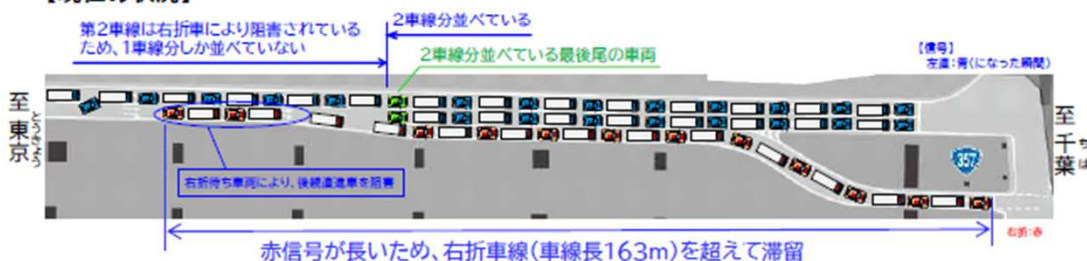 第2車線は右折車により阻害されている
ため、1車線分しか並べていない
2車線分並べている
2車線分並べている最後尾の車両
【信号】
左直:青(になった瞬間)
至東京
とうきょう
至千葉
ちば
357
右折待ち車両により、後続直進車を阻害
右折:赤
赤信号が長いため、右折車線(車線長163m)を超えて滞留